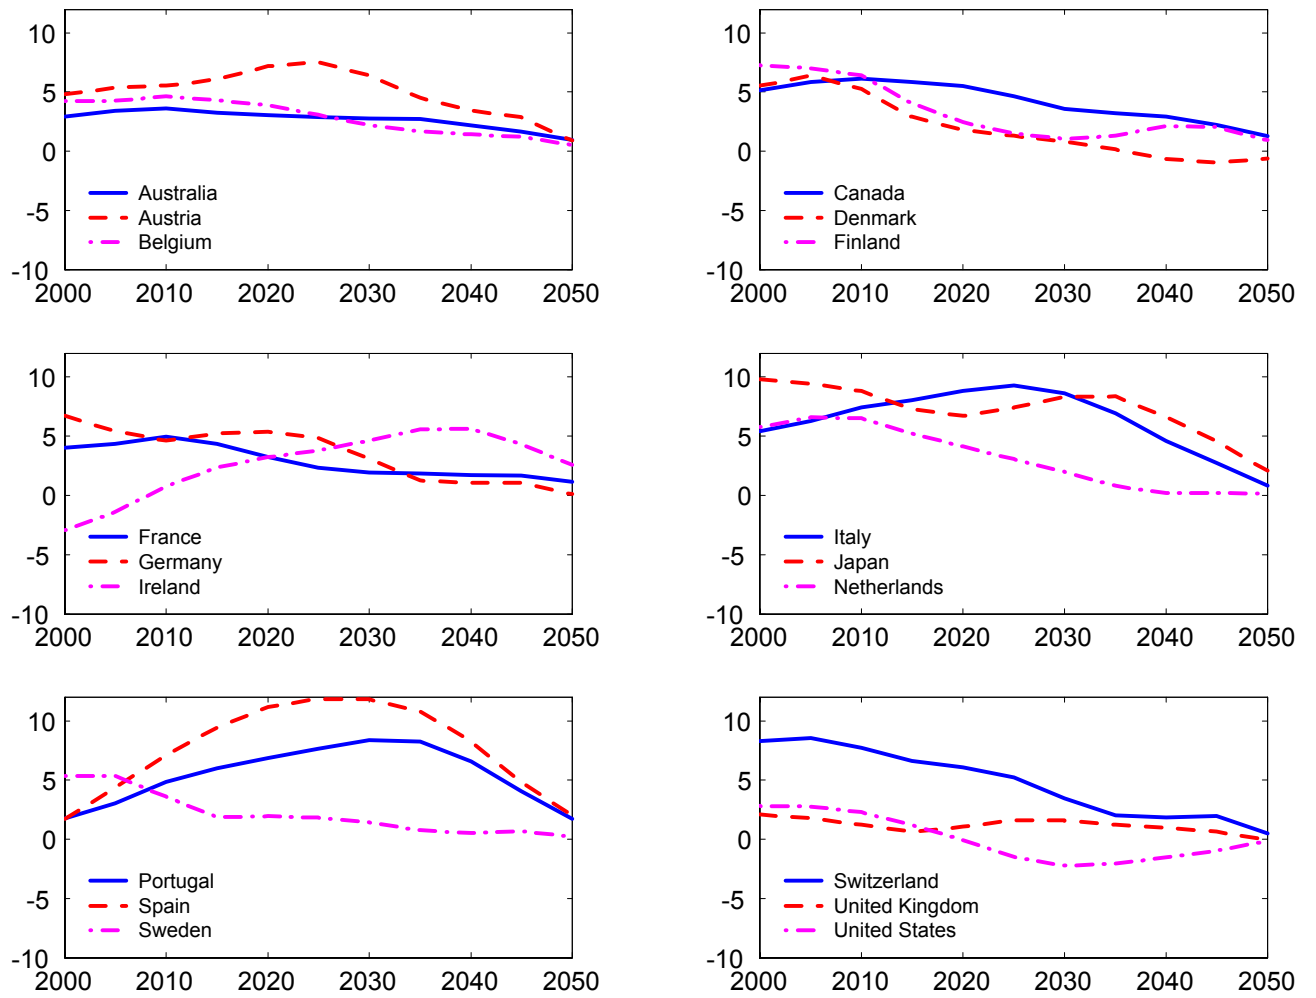 10
5
0
-5
-10
Australia
Austria
Belgium
2000 2010 2020 2030 2040 2050
10
5
0
-5
-10
Canada
Denmark
Finland
2000 2010 2020 2030 2040 2050
10
5
0
-5
-10
France
Germany
Ireland
2000 2010 2020 2030 2040 2050
10
5
0
-5
-10
Italy
Japan
Netherlands
2000 2010 2020 2030 2040 2050
10
5
0
-5
-10
Portugal
Spain
Sweden
2000 2010 2020 2030 2040 2050
10
5
0
-5
-10
Switzerland
United Kingdom
United States
2000 2010 2020 2030 2040 2050